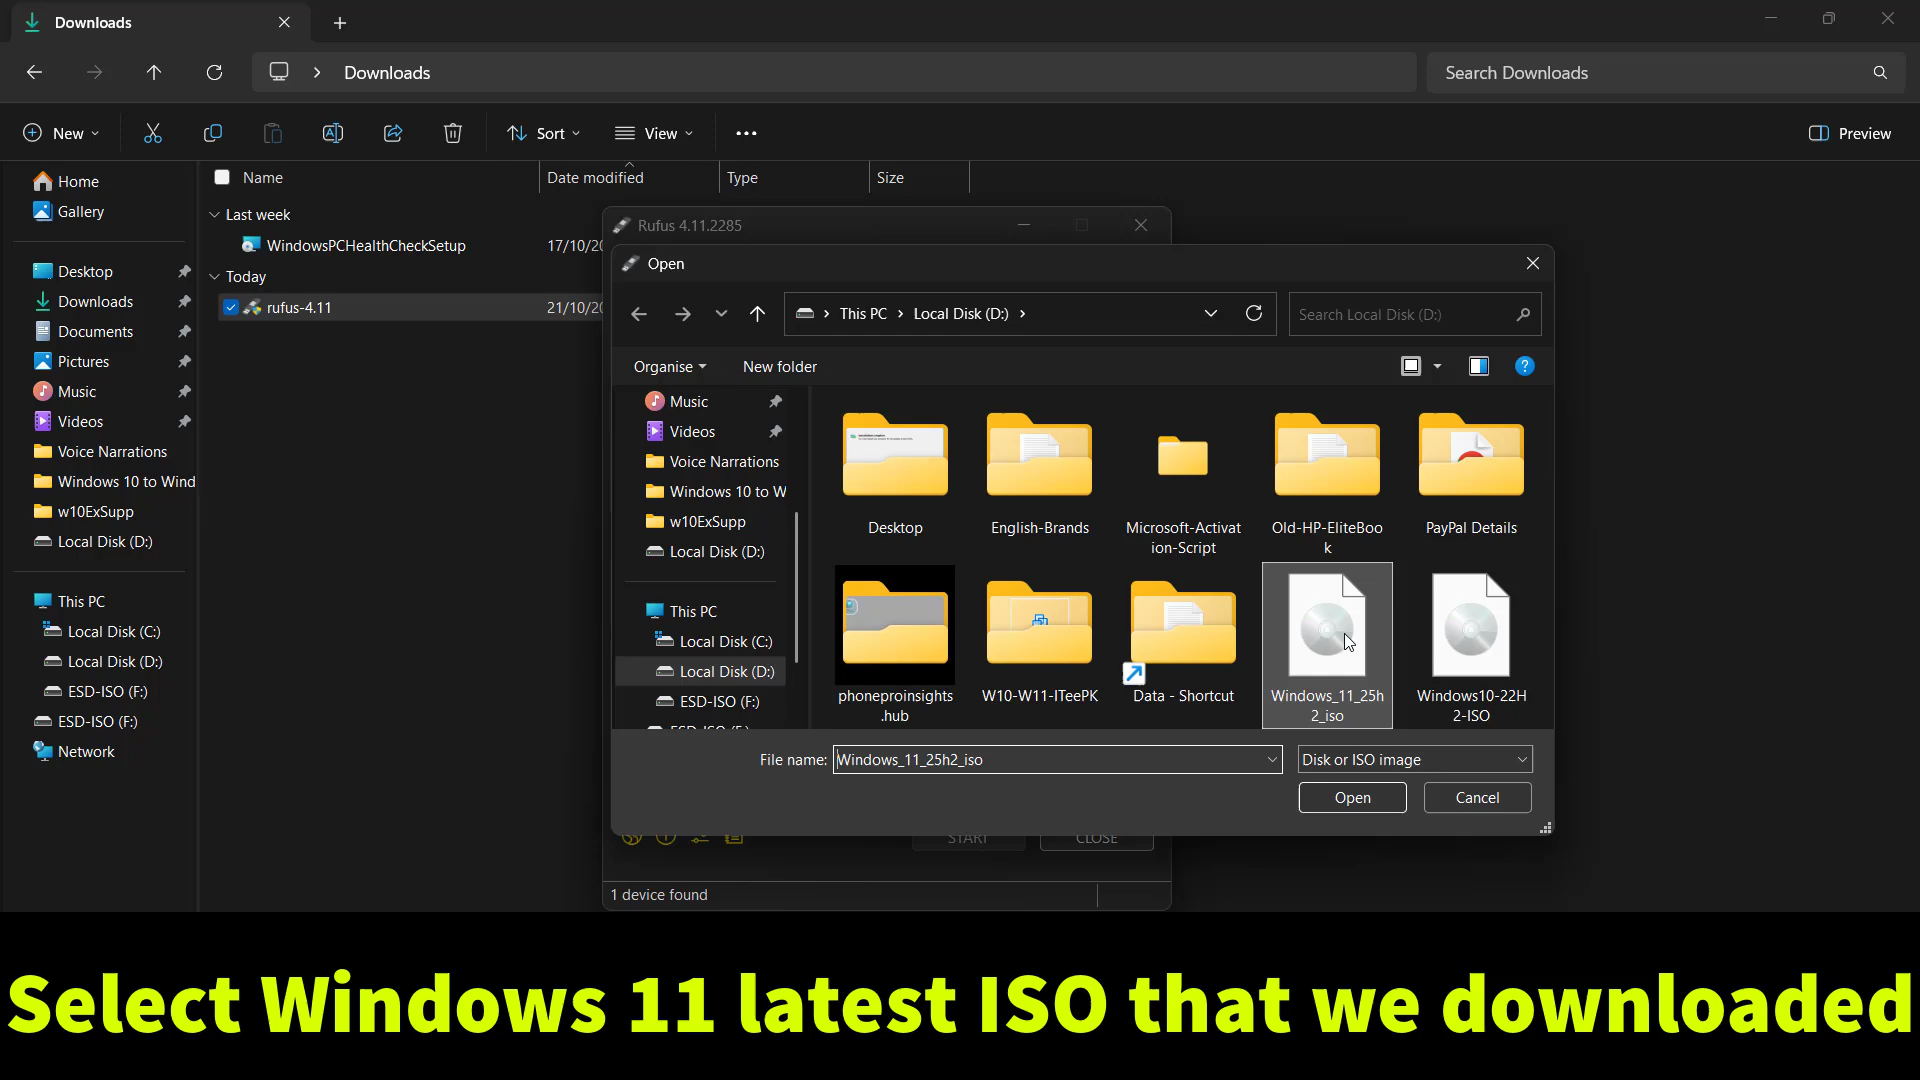 Downloads
Downloads
Search Downloads
New
Sort
View
Preview
Home
Gallery
Desktop
Downloads
Documents
Pictures
Music
Videos
Voice Narrations
Windows 10 to Wind
w10ExSupp
Local Disk (D:)
This PC
Local Disk (C:)
Local Disk (D:)
ESD-ISO (F:)
ESD-ISO (F:)
Network
Name
Date modified
Type
Size
Last week
WindowsPCHealthCheckSetup
17/10/20
Today
rufus-4.11
21/10/20
Rufus 4.11.2285
Open
This PC
Local Disk (D:)
Search Local Disk (D:)
Organise
New folder
Music
Videos
Voice Narrations
Windows 10 to W
w10ExSupp
Local Disk (D:)
This PC
Local Disk (C:)
Local Disk (D:)
ESD-ISO (F:)
Desktop
English-Brands
Microsoft-Activat
ion-Script
Old-HP-EliteBoo
k
PayPal Details
phoneproinsights
.hub
W10-W11-ITeePK
Data - Shortcut
Windows_11_25h
2_iso
Windows10-22H
2-ISO
File name:
Windows_11_25h2_iso
Disk or ISO image
Open
Cancel
START
CLOSE
1 device found
Select Windows 11 latest ISO that we downloaded